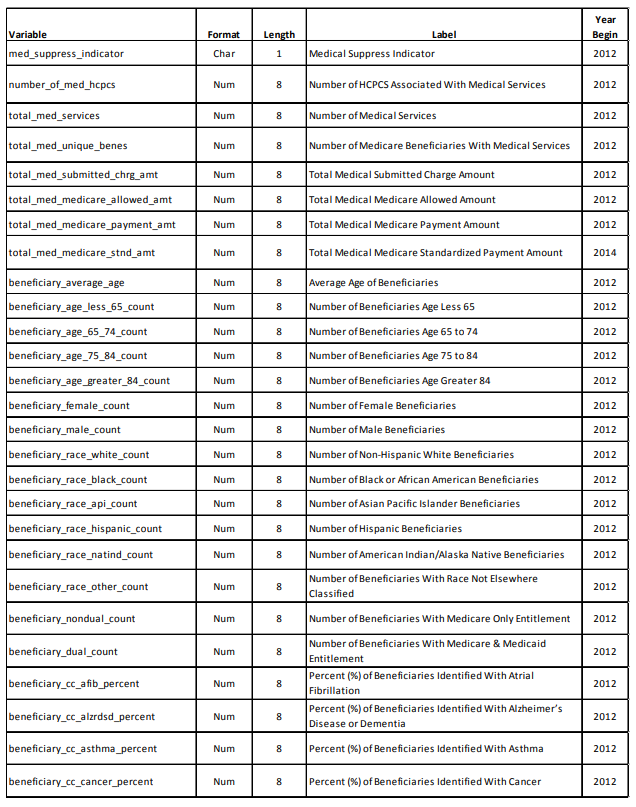 Variable Format Length Label Year Begin
med_suppress_indicator Char 1 Medical Suppress Indicator 2012
number_of_med_hcpcs Num 8 Number of HCPCS Associated With Medical Services 2012
total_med_services Num 8 Number of Medical Services 2012
total_med_unique_benes Num 8 Number of Medicare Beneficiaries With Medical Services 2012
total_med_submitted_chrg_amt Num 8 Total Medical Submitted Charge Amount 2012
total_med_medicare_allowed_amt Num 8 Total Medical Medicare Allowed Amount 2012
total_med_medicare_payment_amt Num 8 Total Medical Medicare Payment Amount 2012
total_med_medicare_stnd_amt Num 8 Total Medical Medicare Standardized Payment Amount 2014
beneficiary_average_age Num 8 Average Age of Beneficiaries 2012
beneficiary_age_less_65_count Num 8 Number of Beneficiaries Age Less 65 2012
beneficiary_age_65_74_count Num 8 Number of Beneficiaries Age 65 to 74 2012
beneficiary_age_75_84_count Num 8 Number of Beneficiaries Age 75 to 84 2012
beneficiary_age_greater_84_count Num 8 Number of Beneficiaries Age Greater 84 2012
beneficiary_female_count Num 8 Number of Female Beneficiaries 2012
beneficiary_male_count Num 8 Number of Male Beneficiaries 2012
beneficiary_race_white_count Num 8 Number of Non-Hispanic White Beneficiaries 2012
beneficiary_race_black_count Num 8 Number of Black or African American Beneficiaries 2012
beneficiary_race_api_count Num 8 Number of Asian Pacific Islander Beneficiaries 2012
beneficiary_race_hispanic_count Num 8 Number of Hispanic Beneficiaries 2012
beneficiary_race_natind_count Num 8 Number of American Indian/Alaska Native Beneficiaries 2012
beneficiary_race_other_count Num 8 Number of Beneficiaries With Race Not Elsewhere Classified 2012
beneficiary_nondual_count Num 8 Number of Beneficiaries With Medicare Only Entitlement 2012
beneficiary_dual_count Num 8 Number of Beneficiaries With Medicare & Medicaid Entitlement 2012
beneficiary_cc_afib_percent Num 8 Percent (%) of Beneficiaries Identified With Atrial Fibrillation 2012
beneficiary_cc_alzrdsd_percent Num 8 Percent (%) of Beneficiaries Identified With Alzheimer's Disease or Dementia 2012
beneficiary_cc_asthma_percent Num 8 Percent (%) of Beneficiaries Identified With Asthma 2012
beneficiary_cc_cancer_percent Num 8 Percent (%) of Beneficiaries Identified With Cancer 2012